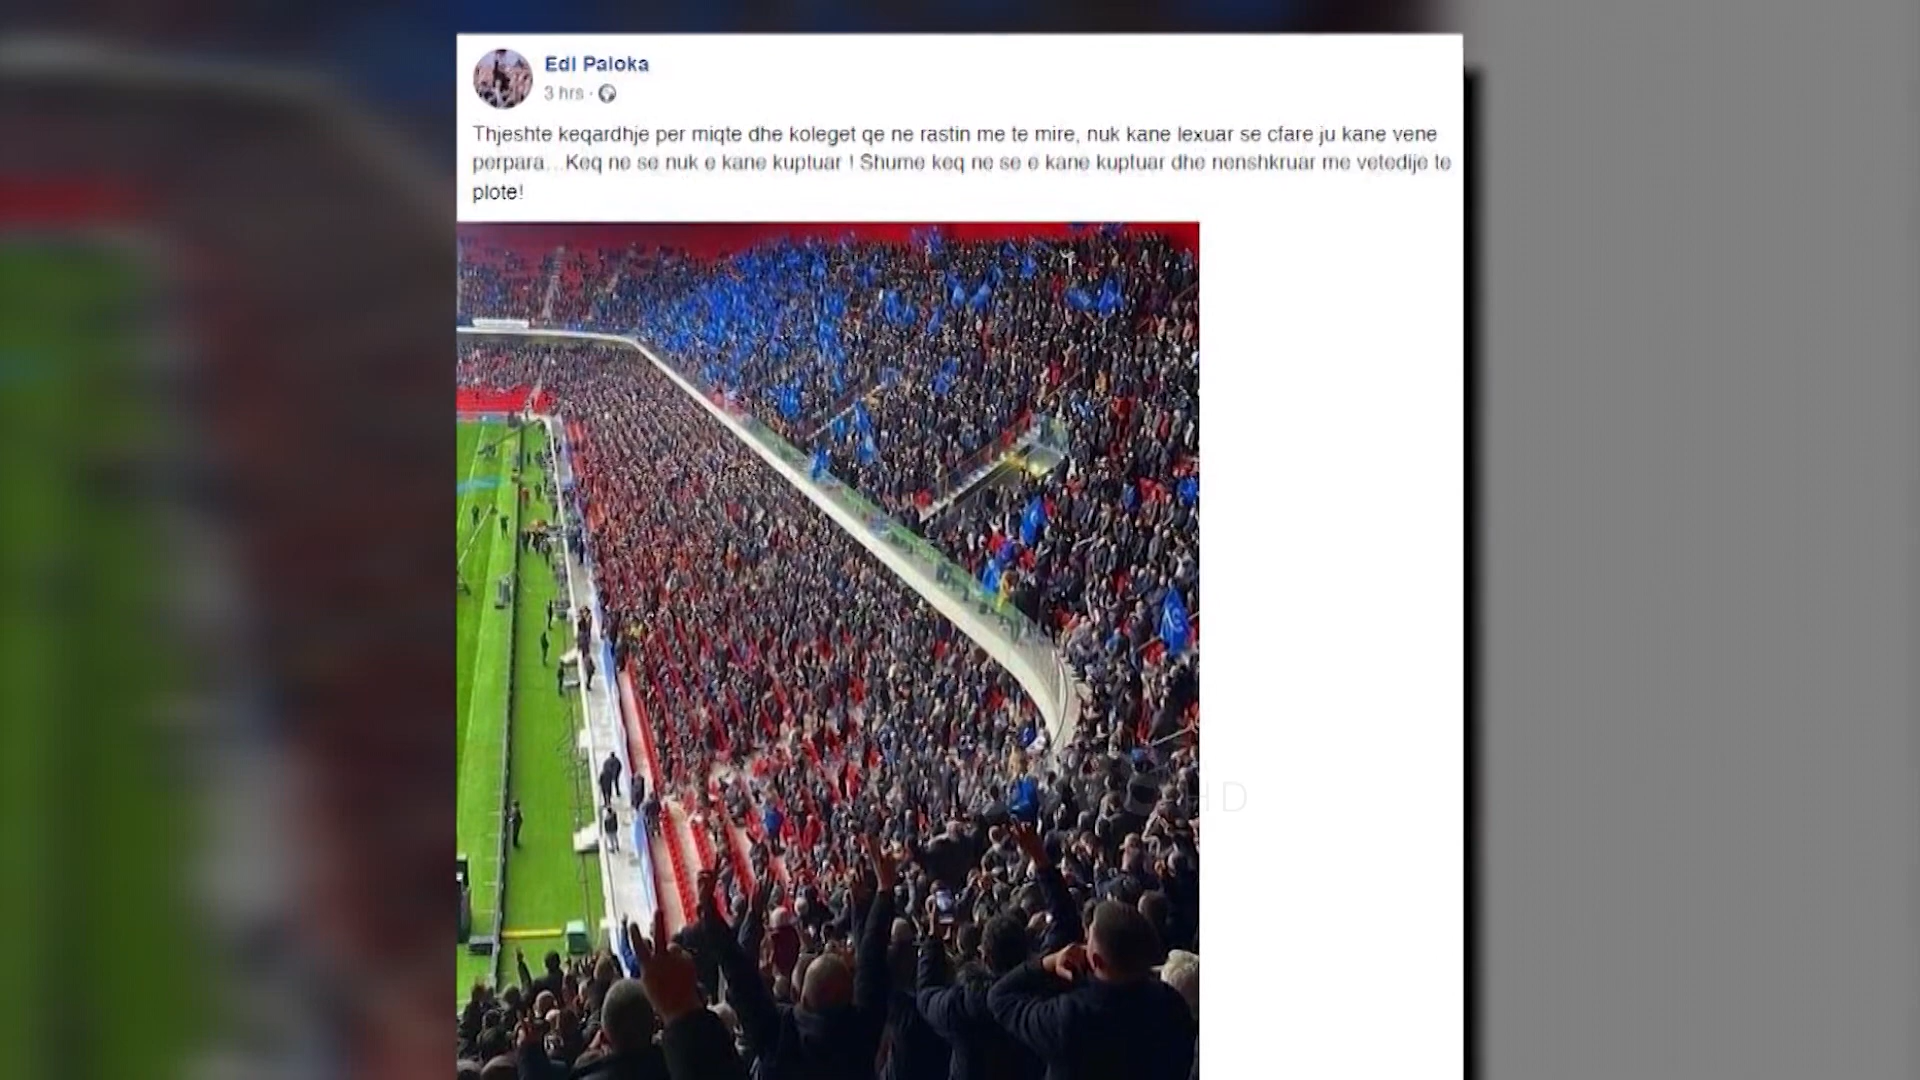 Edi Paloka
3 hrs ·
Thjeshte keqardhje per miqte dhe koleget qe ne rastin me te mire, nuk kane lexuar se cfare ju kane vene
perpara...Keq ne se nuk e kane kuptuar ! Shume keq ne se e kane kuptuar dhe nenshkruar me vetedije te
plote!
HD